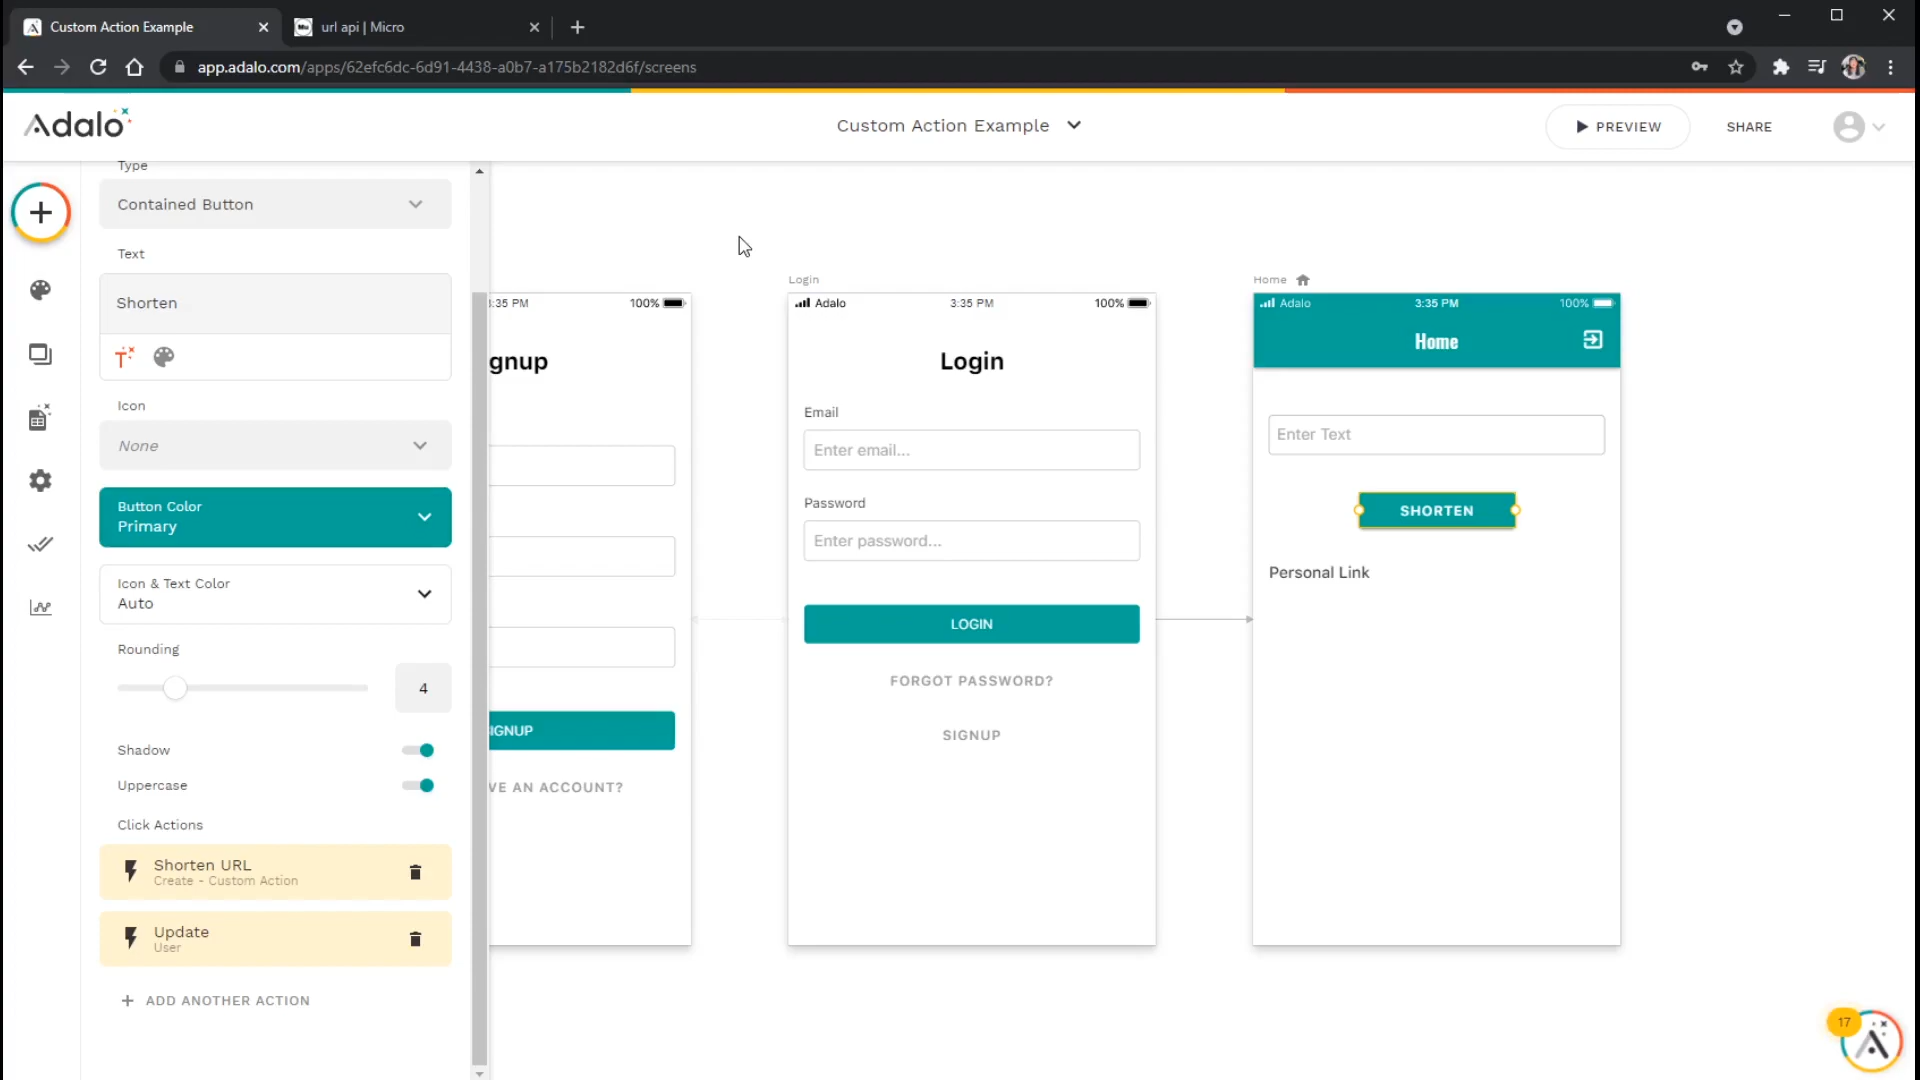 Custom Action Example
url api | Micro
app.adalo.com/apps/62efc6dc-6d91-4438-a0b7-a175b2182d6f/screens
Adalo
Custom Action Example
PREVIEW
SHARE
Type
Contained Button
Text
Shorten
Icon
None
Button Color
Primary
Icon & Text Color
Auto
Rounding
4
Shadow
Uppercase
Click Actions
Shorten URL
Create - Custom Action
Update
User
ADD ANOTHER ACTION
:35 PM 100%
gnup
IGNUP
VE AN ACCOUNT?
Login
Adalo 3:35 PM 100%
Login
Email
Enter email...
Password
Enter password...
LOGIN
FORGOT PASSWORD?
SIGNUP
Home
Adalo 3:35 PM 100%
Home
Enter Text
SHORTEN
Personal Link
17